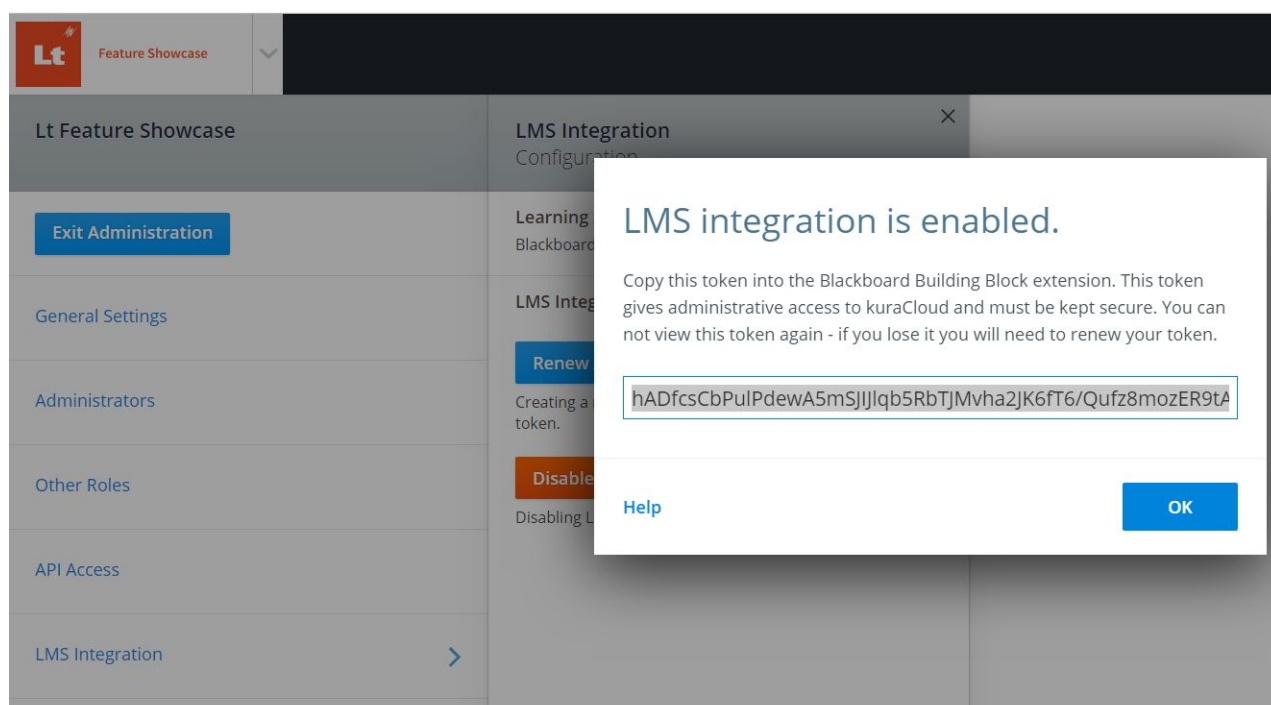 Lt
Feature Showcase
Lt Feature Showcase
LMS Integration
Configuration
Exit Administration
Learning
Blackboard
General Settings
LMS Integ
Renew
Administrators
Creating a
token.
Other Roles
Disable
Disabling L
API Access
LMS Integration
LMS integration is enabled.
Copy this token into the Blackboard Building Block extension. This token
gives administrative access to kuraCloud and must be kept secure. You can
not view this token again - if you lose it you will need to renew your token.
Help
OK